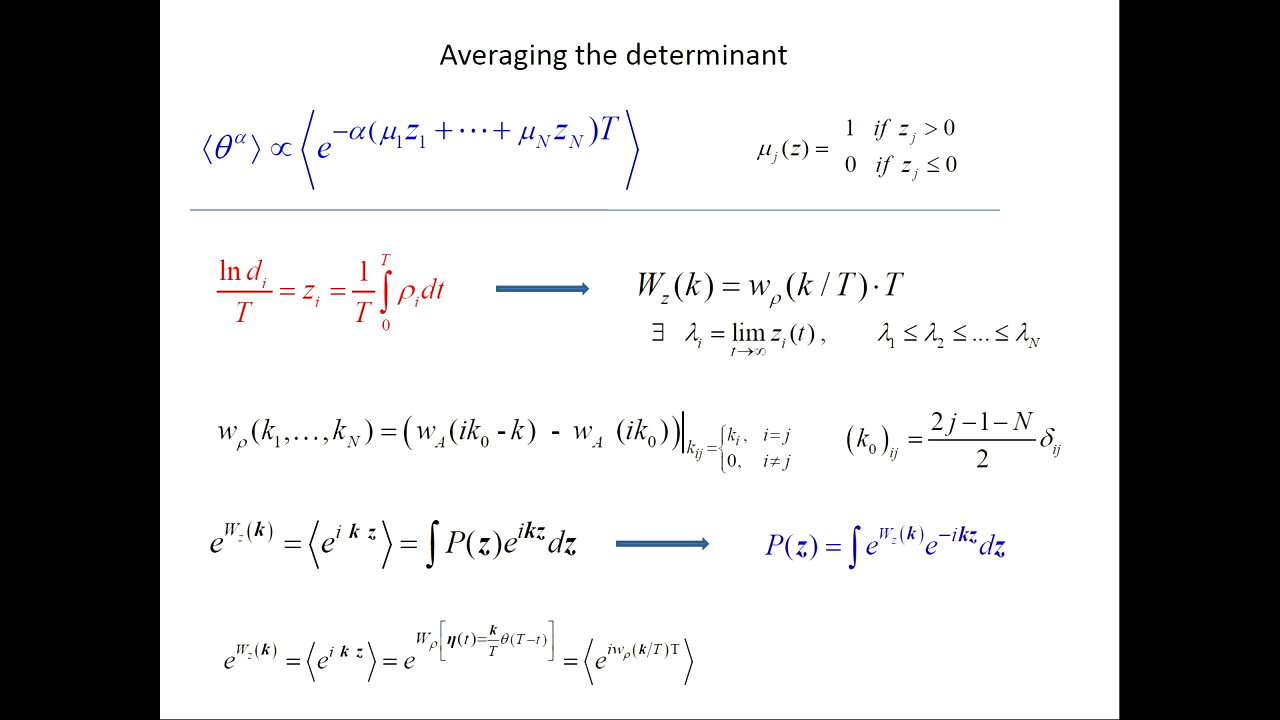 Averaging the determinant
⟨θ^α⟩ ∝ ⟨e^{−α(μ_1 z_1 + ⋯ + μ_N z_N)T}⟩
μ_j(z) = 1 if z_j > 0
0 if z_j ≤ 0
ln d_i / T = z_i = 1/T ∫_0^T ρ_i dt
W_z(k) = w_ρ(k / T) · T
∃ λ_i = lim_{t→∞} z_i(t) , λ_1 ≤ λ_2 ≤ ... ≤ λ_N
w_ρ(k_1,…,k_N) = (w_A(ik_0 - k) - w_A (ik_0))|_{k_ij = {k_i, i=j; 0, i≠j}}
(k_0)_ij = (2j−1−N)/2 δ_ij
e^{W_z(k)} = ⟨e^{i k z}⟩ = ∫ P(z)e^{ikz}dz
P(z) = ∫ e^{W_z(k)} e^{−ikz} dz
e^{W_z(k)} = ⟨e^{i k z}⟩ = e^{W_ρ[η(t)=k/T θ(T−t)]} = ⟨e^{iw_ρ(k/T)T}⟩